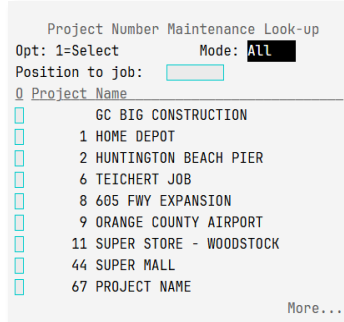 Project Number Maintenance Look-up
Opt: 1=Select Mode: All
Position to job:
O Project Name
GC BIG CONSTRUCTION
1 HOME DEPOT
2 HUNTINGTON BEACH PIER
6 TEICHERT JOB
8 605 FWY EXPANSION
9 ORANGE COUNTY AIRPORT
11 SUPER STORE - WOODSTOCK
44 SUPER MALL
67 PROJECT NAME
More...